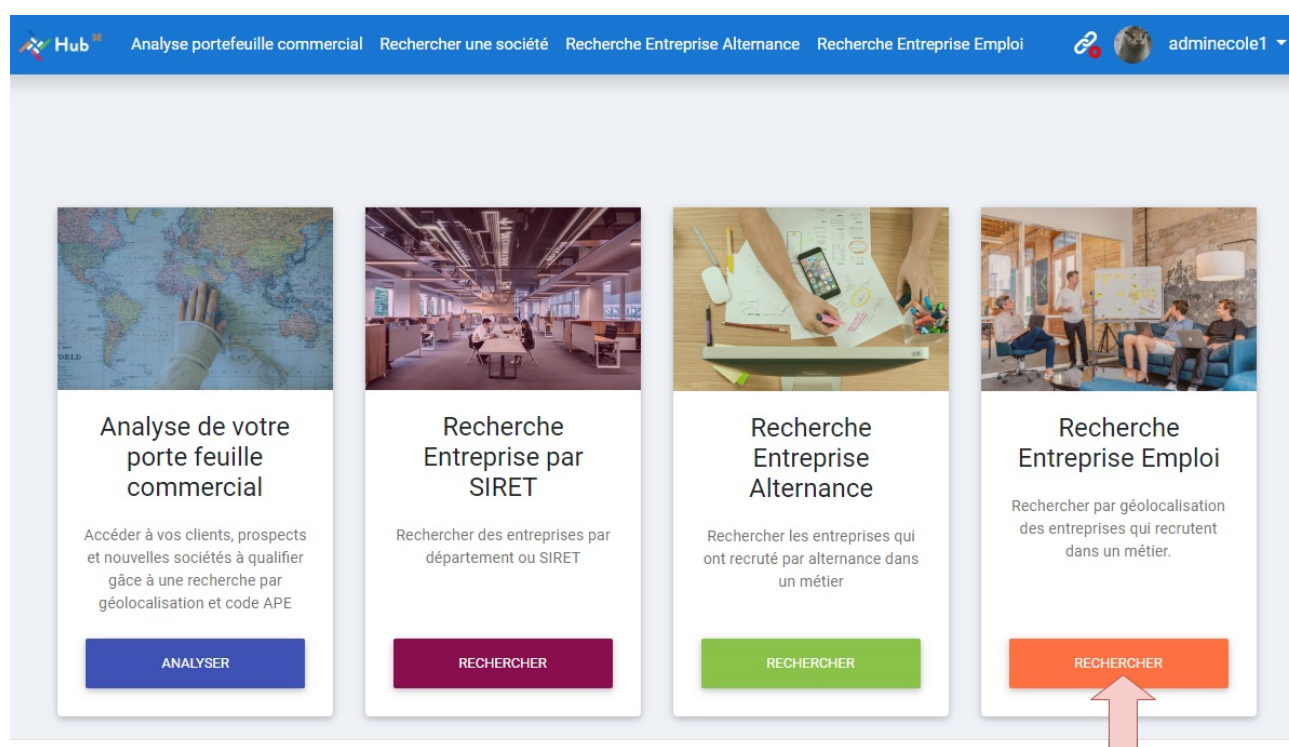 Hub 3E
Analyse portefeuille commercial Rechercher une société Recherche Entreprise Alternance Recherche Entreprise Emploi
adminecole1
ORLD
Analyse de votre
porte feuille
commercial
Accéder à vos clients, prospects
et nouvelles sociétés à qualifier
gâce à une recherche par
géolocalisation et code APE
ANALYSER
Recherche
Entreprise par
SIRET
Rechercher des entreprises par
département ou SIRET
RECHERCHER
Recherche
Entreprise
Alternance
Rechercher les entreprises qui
ont recruté par alternance dans
un métier
RECHERCHER
Recherche
Entreprise Emploi
Rechercher par géolocalisation
des entreprises qui recrutent
dans un métier.
RECHERCHER